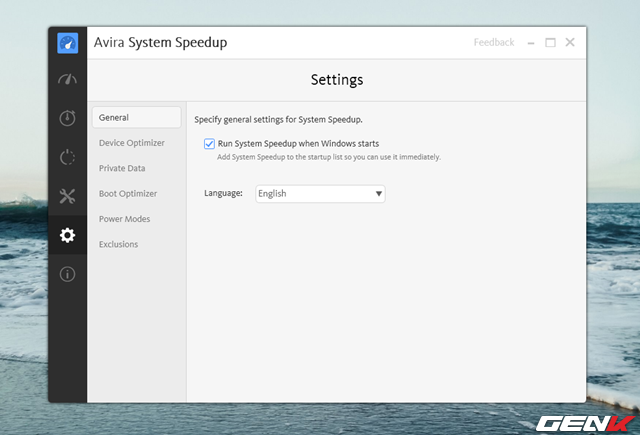 Avira System Speedup
Feedback
Settings
General
Device Optimizer
Private Data
Boot Optimizer
Power Modes
Exclusions
Specify general settings for System Speedup.
Run System Speedup when Windows starts
Add System Speedup to the startup list so you can use it immediately.
Language: English
GENK